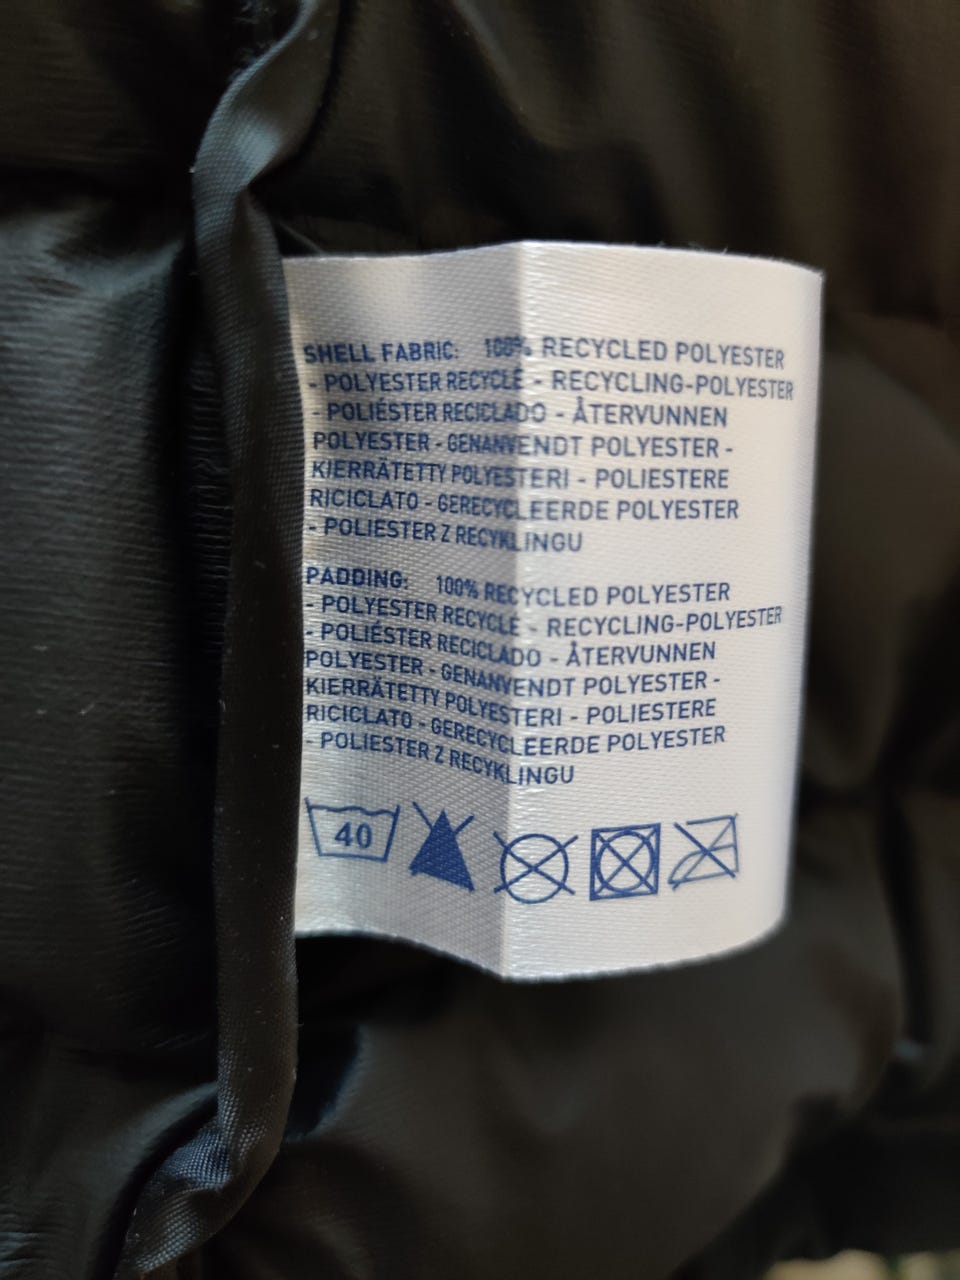 SHELL FABRIC: 100% RECYCLED POLYESTER
- POLYESTER RECYCLÉ - RECYCLING-POLYESTER
- POLIÉSTER RECICLADO - ÅTERVUNNEN
POLYESTER - GENANVENDT POLYESTER -
KIERRÄTETTY POLYESTERI - POLIESTERE
RICICLATO - GERECYCLEERDE POLYESTER
- POLIESTER Z RECYKLINGU
PADDING: 100% RECYCLED POLYESTER
- POLYESTER RECYCLÉ - RECYCLING-POLYESTER
- POLIÉSTER RECICLADO - ÅTERVUNNEN
POLYESTER - GENANVENDT POLYESTER -
KIERRÄTETTY POLYESTERI - POLIESTERE
RICICLATO - GERECYCLEERDE POLYESTER
- POLIESTER Z RECYKLINGU
40